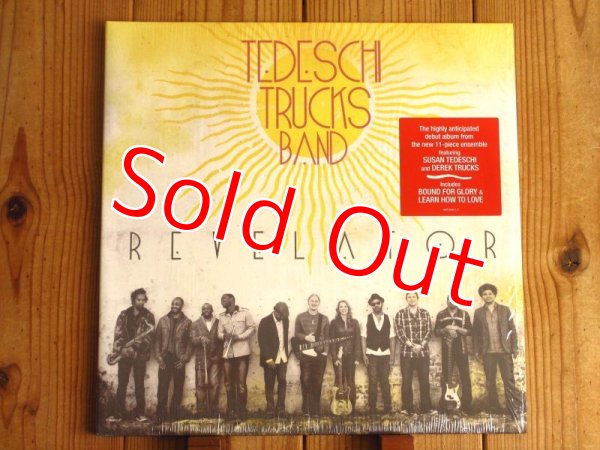 TEDESCHI
TRUCKS
BAND
The highly anticipated
debut album from
the new 11-piece ensemble
featuring
SUSAN TEDESCHI
and DEREK TRUCKS
Includes
BOUND FOR GLORY &
LEARN HOW TO LOVE
Sold Out
REVELATOR